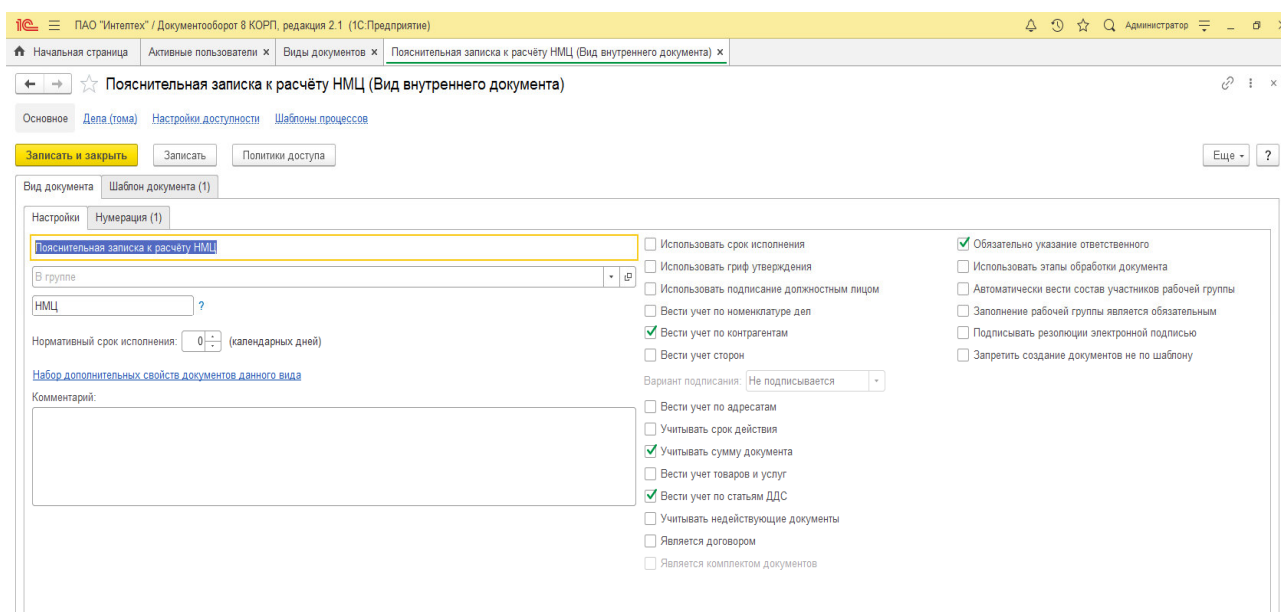 1С ПАО "Интелтех" / Документооборот 8 КОРП, редакция 2.1 (1С:Предприятие) Администратор
Начальная страница Активные пользователи × Виды документов × Пояснительная записка к расчёту НМЦ (Вид внутреннего документа) ×
Пояснительная записка к расчёту НМЦ (Вид внутреннего документа)
Основное Дела (тома) Настройки доступности Шаблоны процессов
Записать и закрыть Записать Политики доступа Еще ?
Вид документа Шаблон документа (1)
Настройки Нумерация (1)
Пояснительная записка к расчёту НМЦ
В группе
НМЦ ?
Нормативный срок исполнения: 0 (календарных дней)
Набор дополнительных свойств документов данного вида
Комментарий:
Использовать срок исполнения
Использовать гриф утверждения
Использовать подписание должностным лицом
Вести учет по номенклатуре дел
Вести учет по контрагентам
Вести учет сторон
Вариант подписания: Не подписывается
Вести учет по адресатам
Учитывать срок действия
Учитывать сумму документа
Вести учет товаров и услуг
Вести учет по статьям ДДС
Учитывать недействующие документы
Является договором
Является комплектом документов
Обязательно указание ответственного
Использовать этапы обработки документа
Автоматически вести состав участников рабочей группы
Заполнение рабочей группы является обязательным
Подписывать резолюции электронной подписью
Запретить создание документов не по шаблону